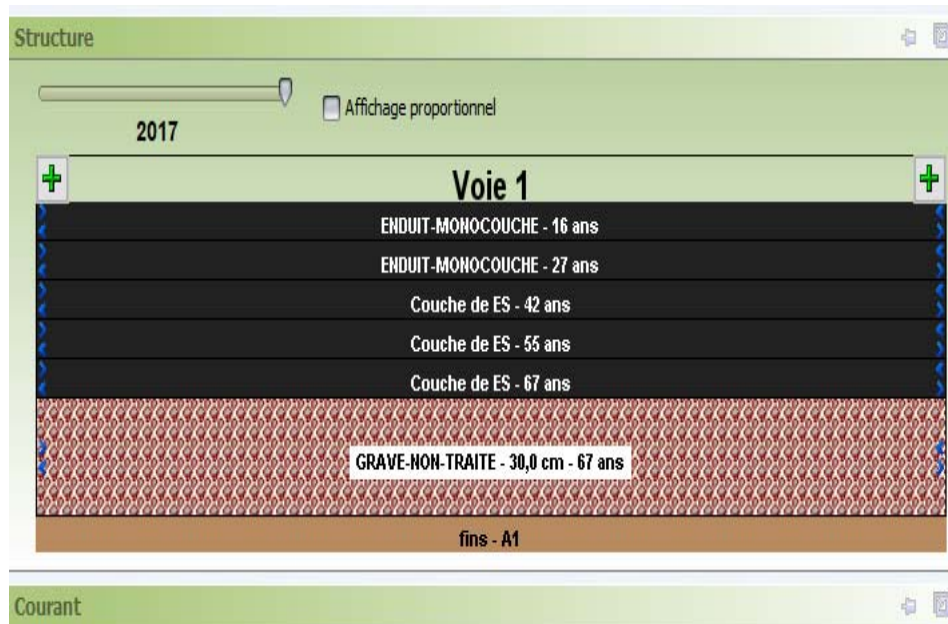 Structure
Affichage proportionnel
2017
Voie 1
ENDUIT-MONOCOUCHE - 16 ans
ENDUIT-MONOCOUCHE - 27 ans
Couche de ES - 42 ans
Couche de ES - 55 ans
Couche de ES - 67 ans
GRAVE-NON-TRAITE - 30,0 cm - 67 ans
fins - A1
Courant